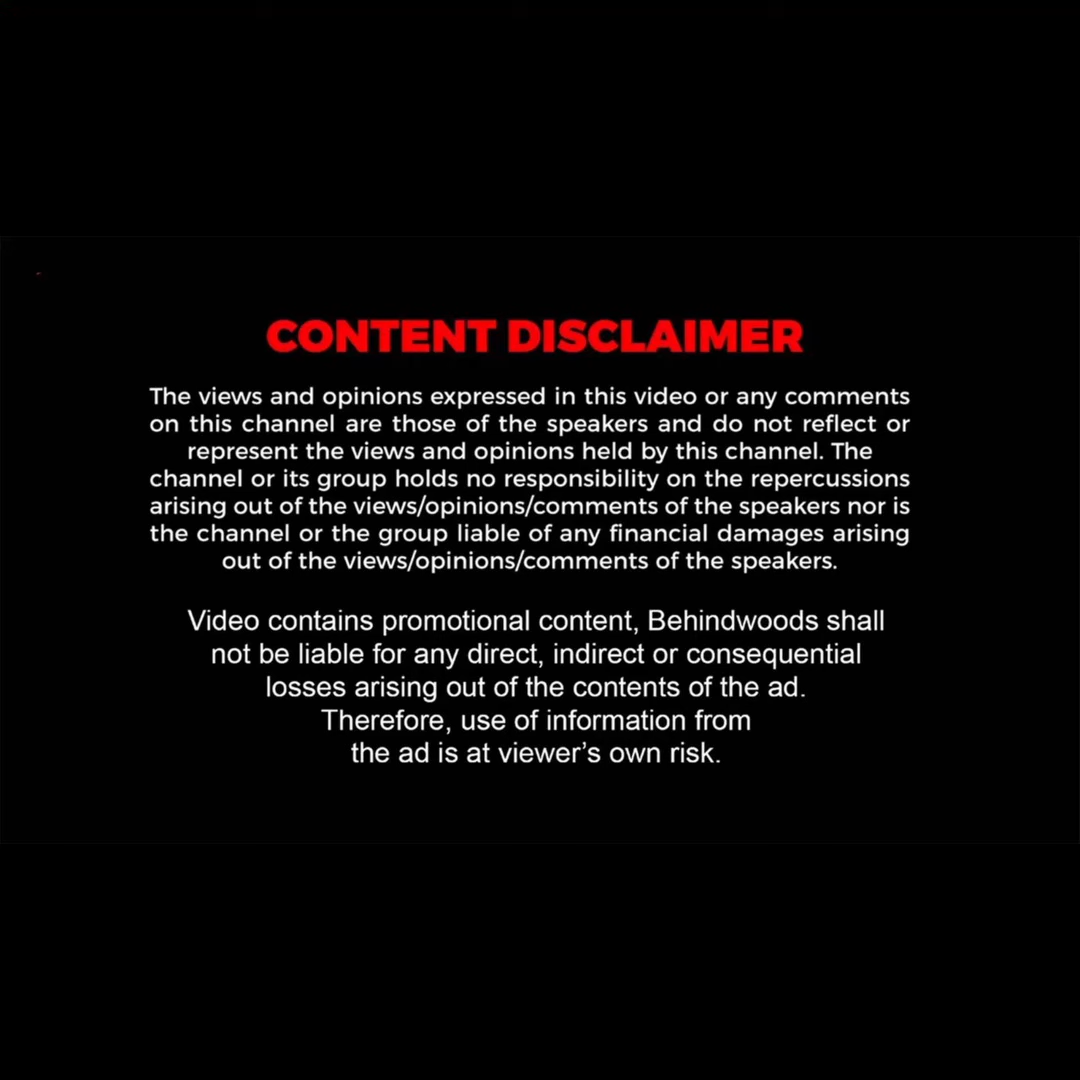 CONTENT DISCLAIMER
The views and opinions expressed in this video or any comments
on this channel are those of the speakers and do not reflect or
represent the views and opinions held by this channel. The
channel or its group holds no responsibility on the repercussions
arising out of the views/opinions/comments of the speakers nor is
the channel or the group liable of any financial damages arising
out of the views/opinions/comments of the speakers.
Video contains promotional content, Behindwoods shall
not be liable for any direct, indirect or consequential
losses arising out of the contents of the ad.
Therefore, use of information from
the ad is at viewer’s own risk.